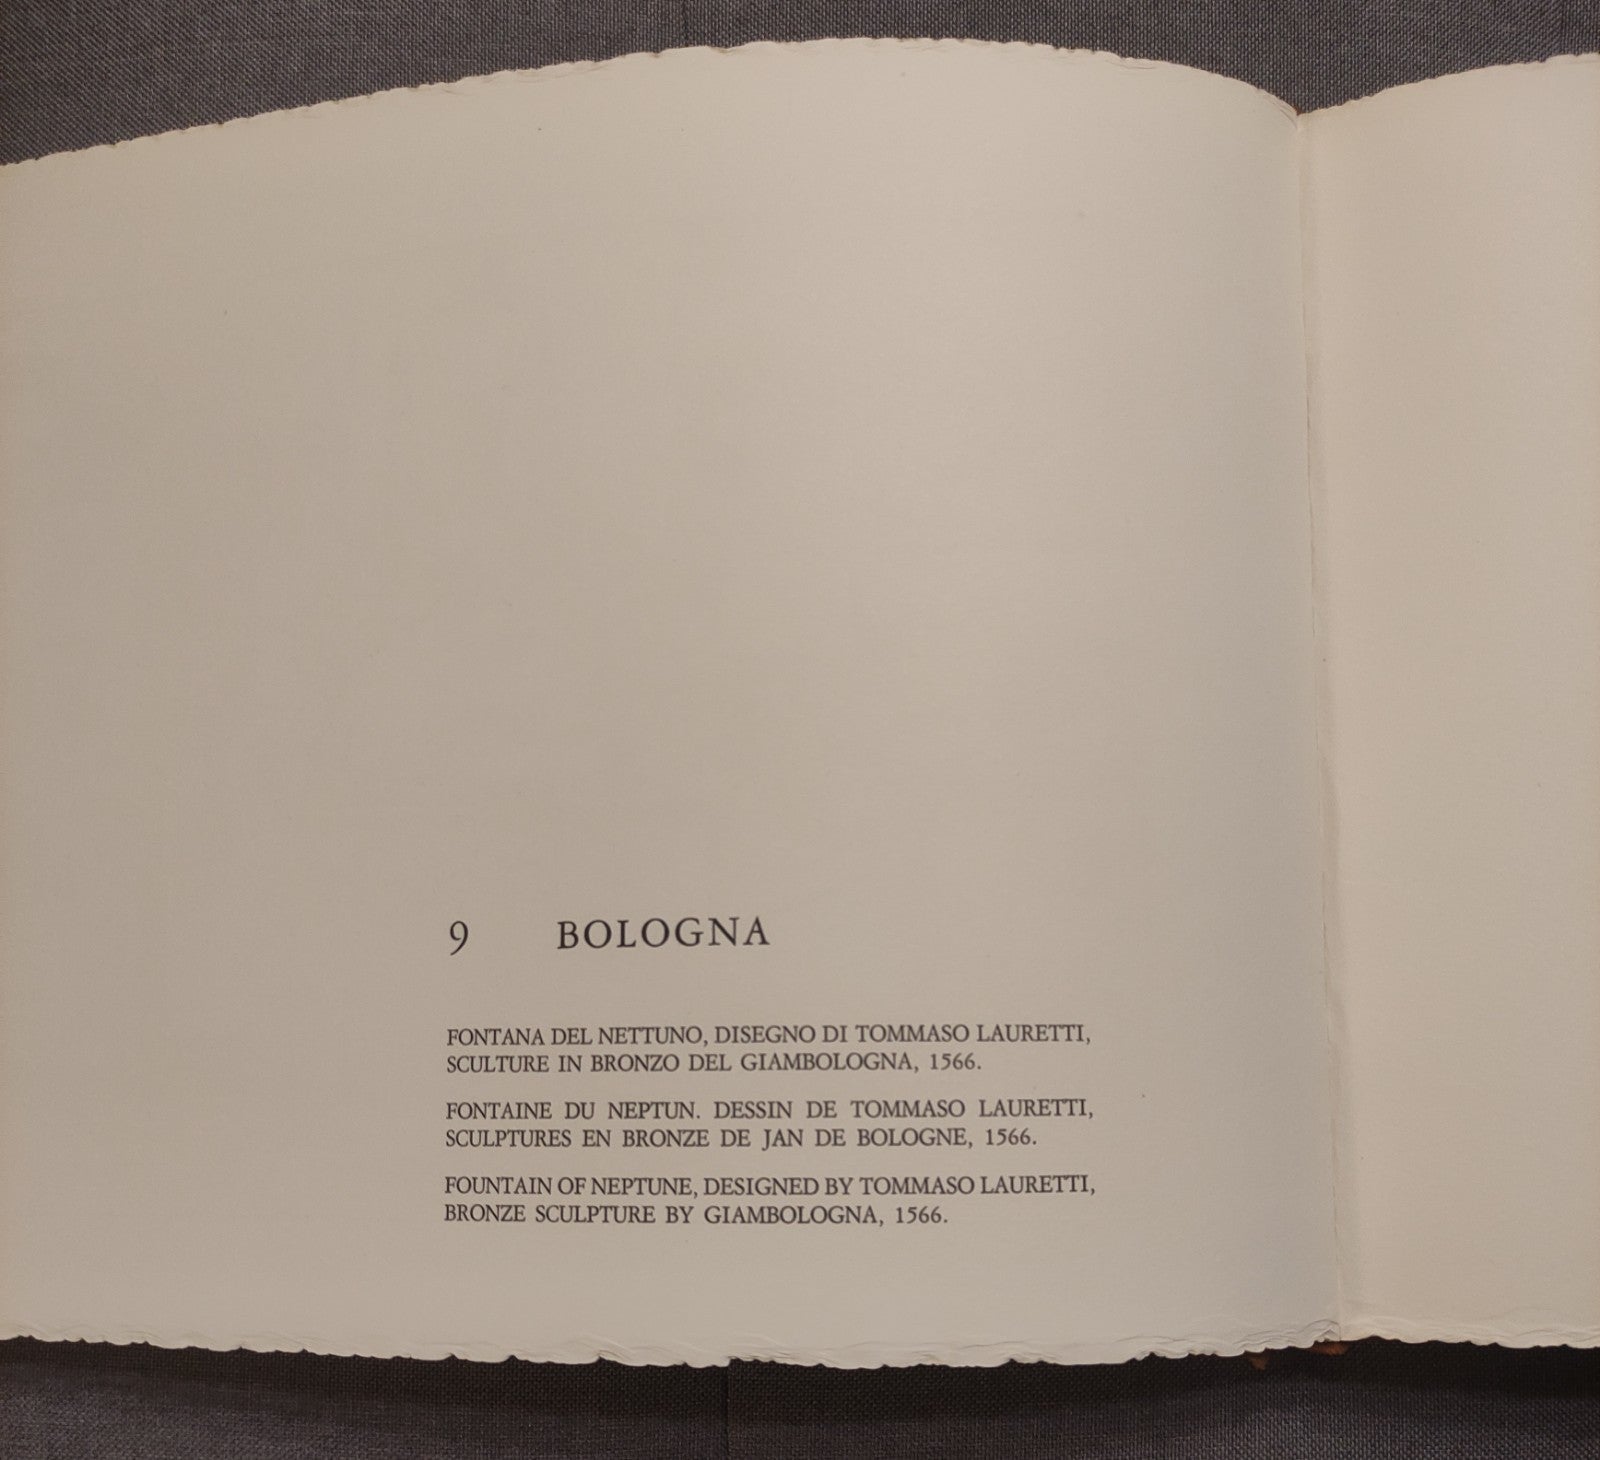 9 BOLOGNA
FONTANA DEL NETTUNO, DISEGNO DI TOMMASO LAURETTI,
SCULTURE IN BRONZO DEL GIAMBOLOGNA, 1566.
FONTAINE DU NEPTUN. DESSIN DE TOMMASO LAURETTI,
SCULPTURES EN BRONZE DE JAN DE BOLOGNE, 1566.
FOUNTAIN OF NEPTUNE, DESIGNED BY TOMMASO LAURETTI,
BRONZE SCULPTURE BY GIAMBOLOGNA, 1566.